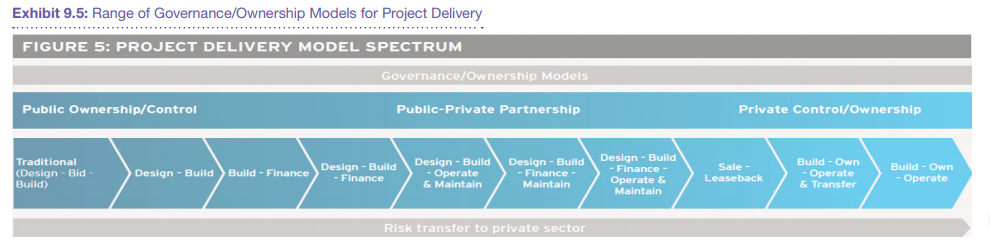 Exhibit 9.5: Range of Governance/Ownership Models for Project Delivery
FIGURE 5: PROJECT DELIVERY MODEL SPECTRUM
Governance/Ownership Models
Public Ownership/Control
Public-Private Partnership
Private Control/Ownership
Traditional
(Design - Bid -
Build)
Design - Build
Build - Finance
Design - Build
- Finance
Design - Build
- Operate
& Maintain
Design - Build
- Finance -
Maintain
Design - Build
- Finance -
Operate &
Maintain
Sale -
Leaseback
Build - Own
- Operate
& Transfer
Build - Own
- Operate
Risk transfer to private sector